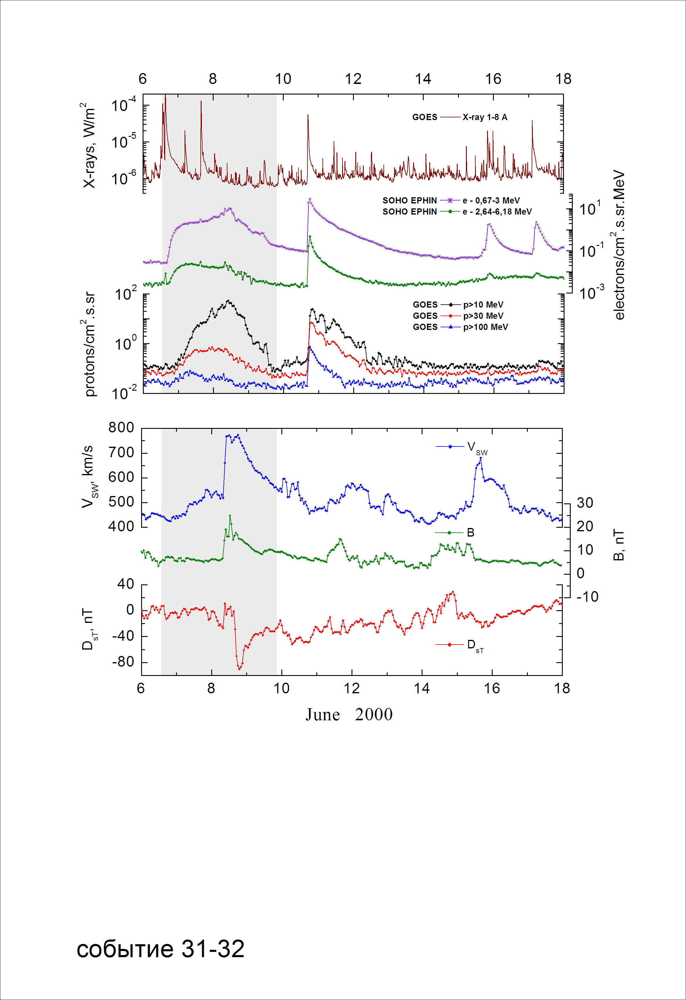 6 8 10 12 14 16 18
X-rays, W/m²
10⁻⁴
10⁻⁵
10⁻⁶
GOES X-ray 1-8 A
SOHO EPHIN e - 0,67-3 MeV
SOHO EPHIN e - 2,64-6,18 MeV
10¹
10⁻¹
10⁻³
electrons/cm².s.sr.MeV
protons/cm².s.sr
10²
10⁰
10⁻²
GOES p>10 MeV
GOES p>30 MeV
GOES p>100 MeV
V_SW, km/s
800
700
600
500
400
V_SW
B
30
20
10
0
-10
B, nT
D_sT, nT
40
0
-40
-80
D_sT
6 8 10 12 14 16 18
June 2000
событие 31-32